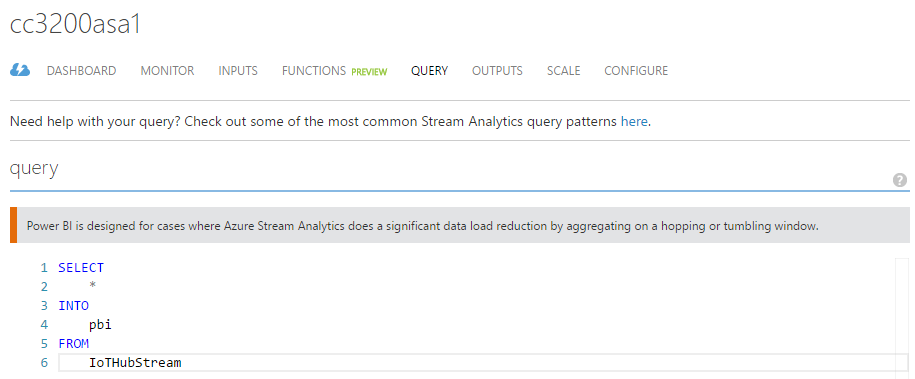 cc3200asa1
DASHBOARD MONITOR INPUTS FUNCTIONS PREVIEW QUERY OUTPUTS SCALE CONFIGURE
Need help with your query? Check out some of the most common Stream Analytics query patterns here.
query
?
Power BI is designed for cases where Azure Stream Analytics does a significant data load reduction by aggregating on a hopping or tumbling window.
1 SELECT
2 *
3 INTO
4 pbi
5 FROM
6 IoTHubStream